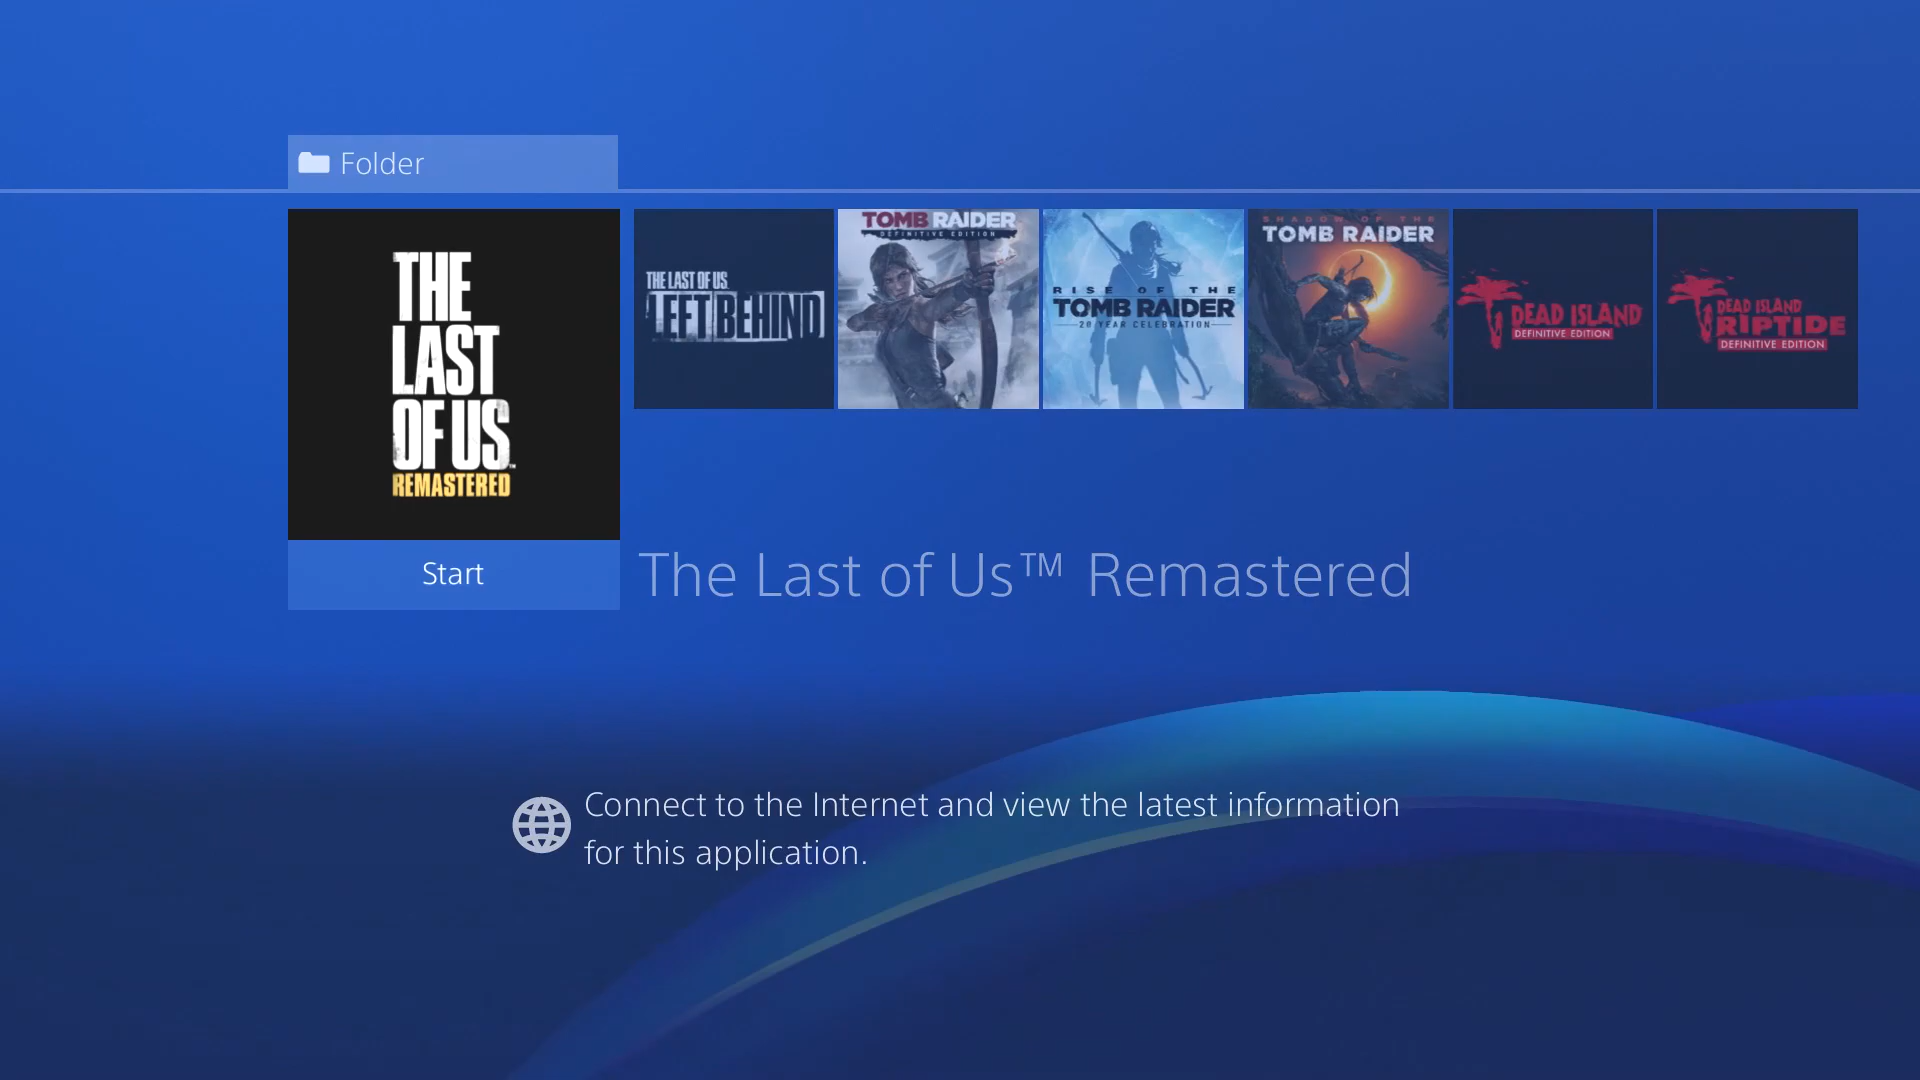 Folder
THE
LAST
OF US™
REMASTERED
THE LAST OF US
LEFT BEHIND
TOMB RAIDER
DEFINITIVE EDITION
RISE OF THE
TOMB RAIDER
20 YEAR CELEBRATION
SHADOW OF THE
TOMB RAIDER
DEAD ISLAND
DEFINITIVE EDITION
DEAD ISLAND
RIPTIDE
DEFINITIVE EDITION
Start
The Last of Us™ Remastered
Connect to the Internet and view the latest information
for this application.